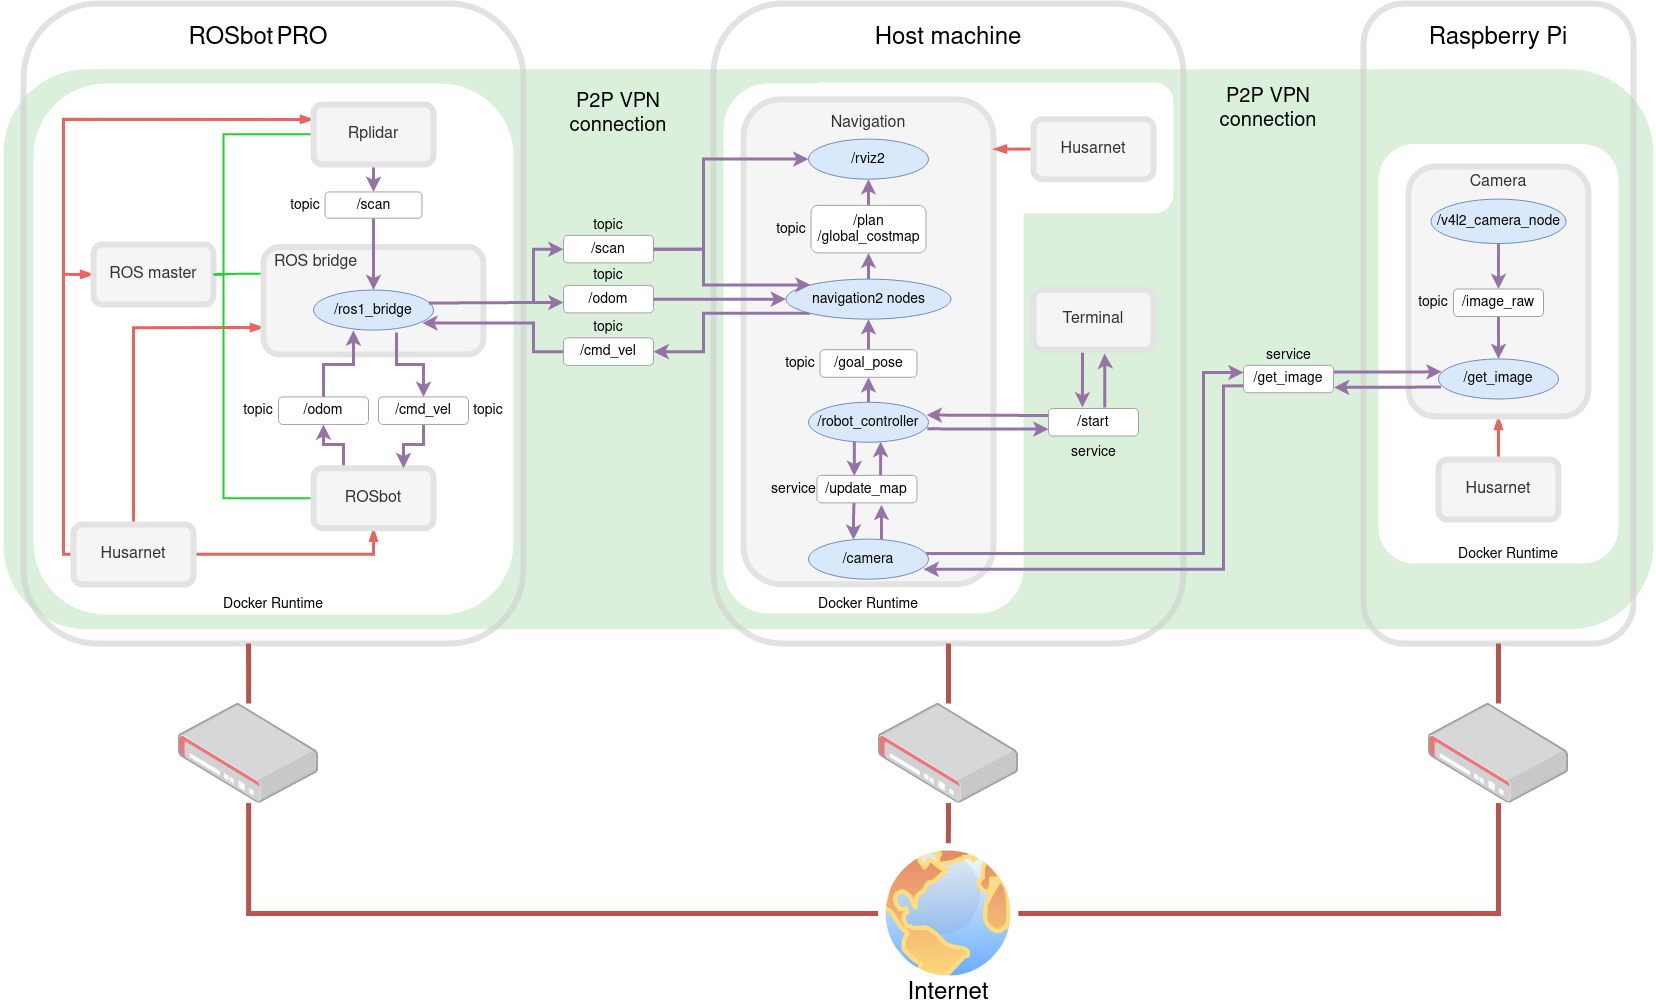 ROSbot PRO
Host machine
Raspberry Pi
P2P VPN
connection
P2P VPN
connection
Rplidar
topic
/scan
ROS master
ROS bridge
/ros1_bridge
topic
/odom
/cmd_vel
topic
ROSbot
Husarnet
Docker Runtime
topic
/scan
topic
/odom
topic
/cmd_vel
Navigation
/rviz2
topic
/plan
/global_costmap
navigation2 nodes
topic
/goal_pose
/robot_controller
service
/update_map
/camera
Docker Runtime
Husarnet
Terminal
/start
service
service
/get_image
Camera
/v4l2_camera_node
topic
/image_raw
/get_image
Husarnet
Docker Runtime
Internet